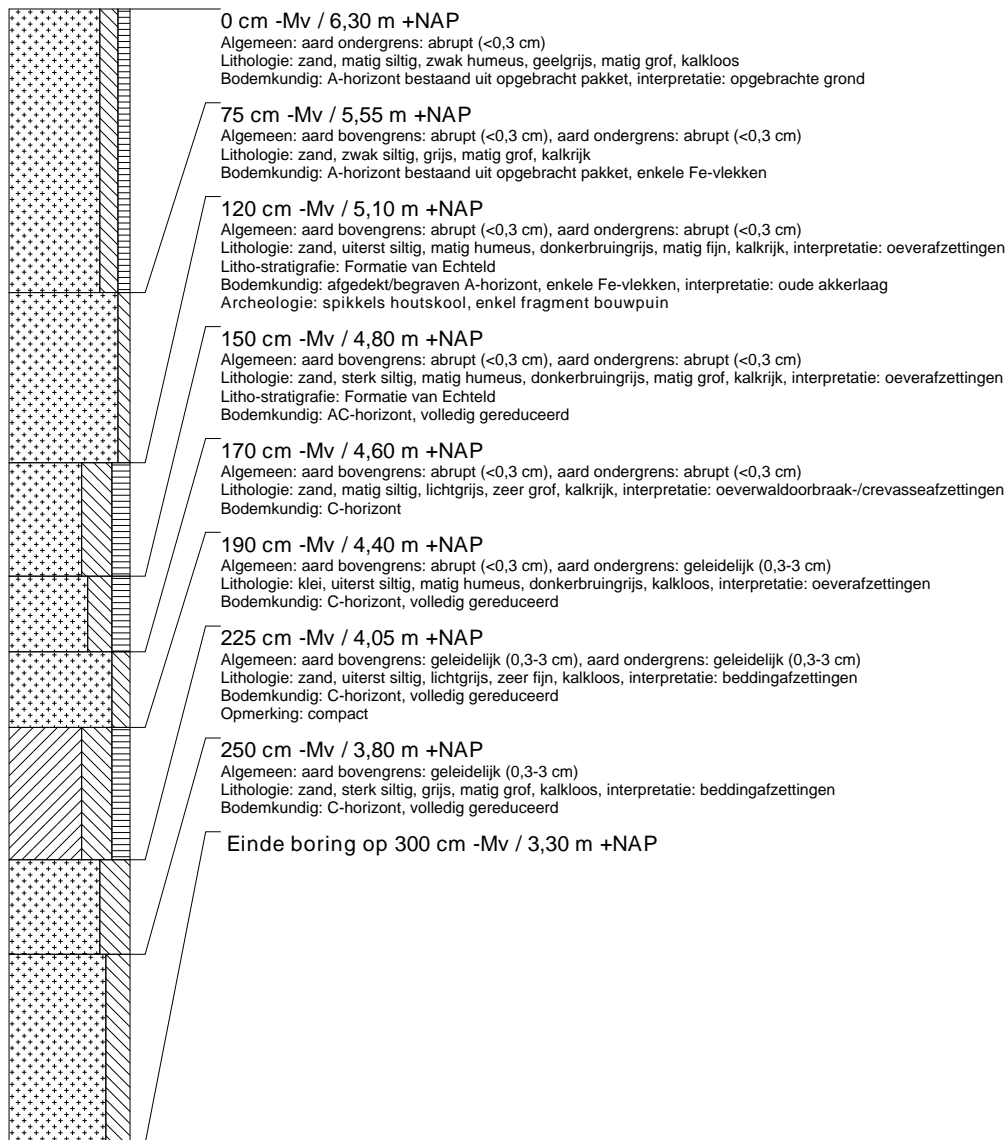 0 cm -Mv / 6,30 m +NAP
Algemeen: aard ondergrens: abrupt (<0,3 cm)
Lithologie: zand, matig siltig, zwak humeus, geelgrijs, matig grof, kalkloos
Bodemkundig: A-horizont bestaand uit opgebracht pakket, interpretatie: opgebrachte grond
75 cm -Mv / 5,55 m +NAP
Algemeen: aard bovengrens: abrupt (<0,3 cm), aard ondergrens: abrupt (<0,3 cm)
Lithologie: zand, zwak siltig, grijs, matig grof, kalkrijk
Bodemkundig: A-horizont bestaand uit opgebracht pakket, enkele Fe-vlekken
120 cm -Mv / 5,10 m +NAP
Algemeen: aard bovengrens: abrupt (<0,3 cm), aard ondergrens: abrupt (<0,3 cm)
Lithologie: zand, uiterst siltig, matig humeus, donkerbruingrijs, matig fijn, kalkrijk, interpretatie: oeverafzettingen
Litho-stratigrafie: Formatie van Echteld
Bodemkundig: afgedekt/begraven A-horizont, enkele Fe-vlekken, interpretatie: oude akkerlaag
Archeologie: spikkels houtskool, enkel fragment bouwpuin
150 cm -Mv / 4,80 m +NAP
Algemeen: aard bovengrens: abrupt (<0,3 cm), aard ondergrens: abrupt (<0,3 cm)
Lithologie: zand, sterk siltig, matig humeus, donkerbruingrijs, matig grof, kalkrijk, interpretatie: oeverafzettingen
Litho-stratigrafie: Formatie van Echteld
Bodemkundig: AC-horizont, volledig gereduceerd
170 cm -Mv / 4,60 m +NAP
Algemeen: aard bovengrens: abrupt (<0,3 cm), aard ondergrens: abrupt (<0,3 cm)
Lithologie: zand, matig siltig, lichtgrijs, zeer grof, kalkrijk, interpretatie: oeverwaldoorbraak-/crevasseafzettingen
Bodemkundig: C-horizont
190 cm -Mv / 4,40 m +NAP
Algemeen: aard bovengrens: abrupt (<0,3 cm), aard ondergrens: geleidelijk (0,3-3 cm)
Lithologie: klei, uiterst siltig, matig humeus, donkerbruingrijs, kalkloos, interpretatie: oeverafzettingen
Bodemkundig: C-horizont, volledig gereduceerd
225 cm -Mv / 4,05 m +NAP
Algemeen: aard bovengrens: geleidelijk (0,3-3 cm), aard ondergrens: geleidelijk (0,3-3 cm)
Lithologie: zand, uiterst siltig, lichtgrijs, zeer fijn, kalkloos, interpretatie: beddingafzettingen
Bodemkundig: C-horizont, volledig gereduceerd
Opmerking: compact
250 cm -Mv / 3,80 m +NAP
Algemeen: aard bovengrens: geleidelijk (0,3-3 cm)
Lithologie: zand, sterk siltig, grijs, matig grof, kalkloos, interpretatie: beddingafzettingen
Bodemkundig: C-horizont, volledig gereduceerd
Einde boring op 300 cm -Mv / 3,30 m +NAP